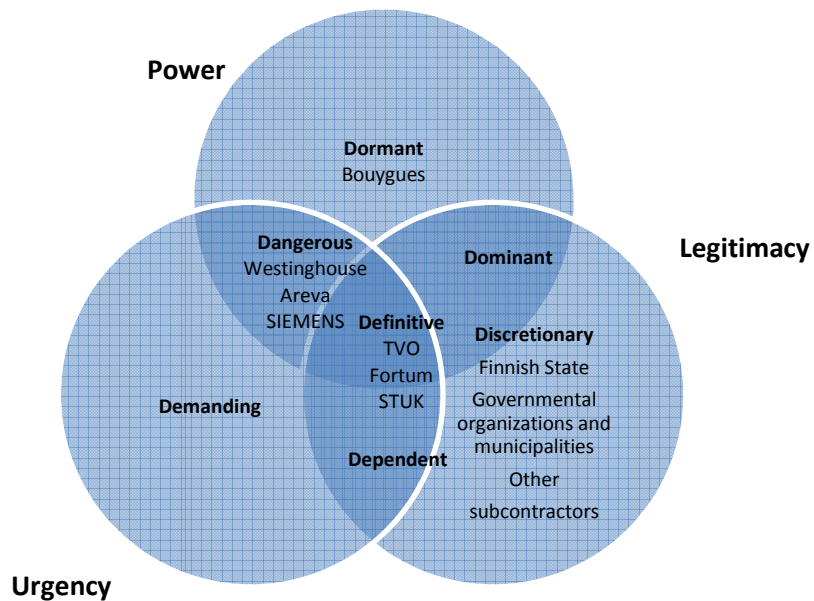 Power
Dormant
Bouygues
Dangerous
Westinghouse
Areva
SIEMENS
Dominant
Legitimacy
Definitive
TVO
Fortum
STUK
Discretionary
Finnish State
Governmental
organizations and
municipalities
Other
subcontractors
Demanding
Dependent
Urgency